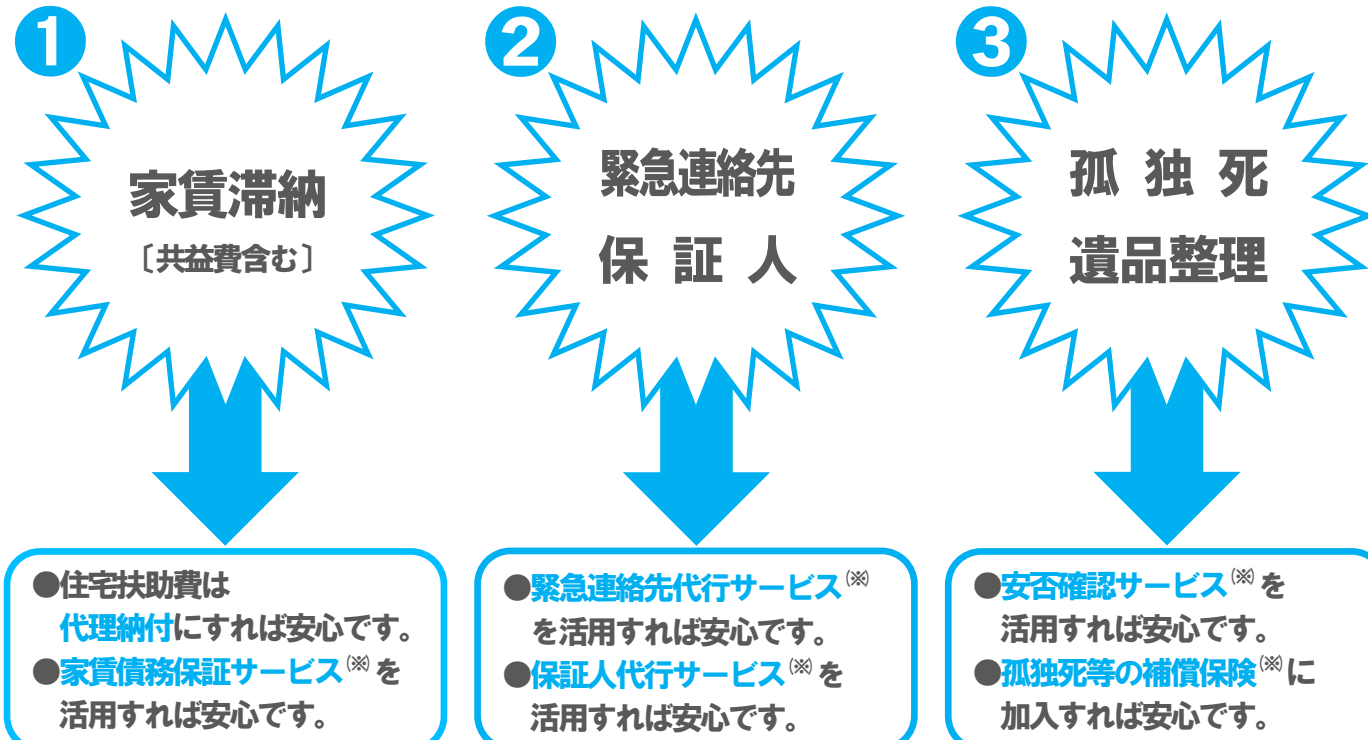 ❶
家賃滞納
〔共益費含む〕
●住宅扶助費は
代理納付にすれば安心です。
●家賃債務保証サービス(※)を
活用すれば安心です。
❷
緊急連絡先
保証人
●緊急連絡先代行サービス(※)
を活用すれば安心です。
●保証人代行サービス(※)を
活用すれば安心です。
❸
孤独死
遺品整理
●安否確認サービス(※)を
活用すれば安心です。
●孤独死等の補償保険(※)に
加入すれば安心です。